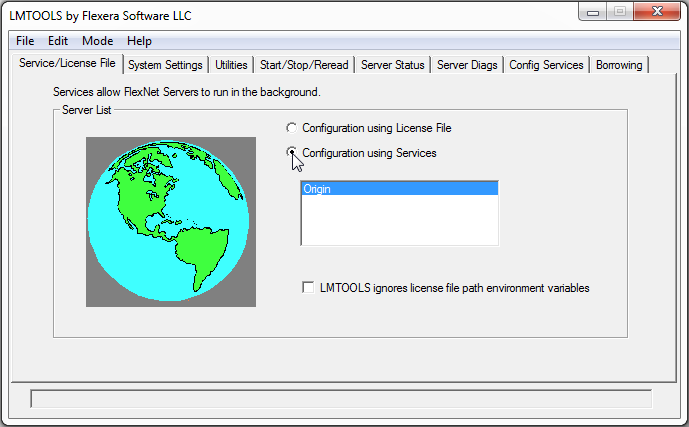 LMTOOLS by Flexera Software LLC
File Edit Mode Help
Service/License File System Settings Utilities Start/Stop/Reread Server Status Server Diags Config Services Borrowing
Services allow FlexNet Servers to run in the background.
Server List
Configuration using License File
Configuration using Services
Origin
LMTOOLS ignores license file path environment variables